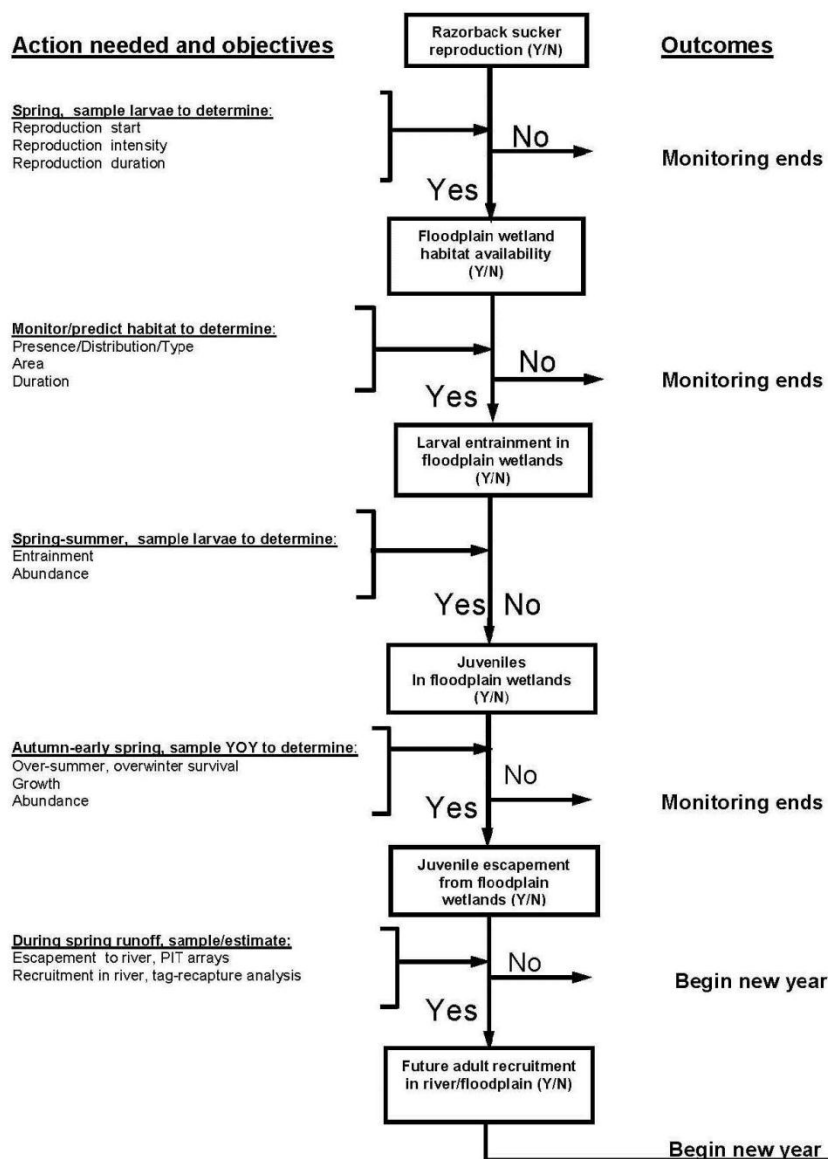 Action needed and objectives
Razorback sucker
reproduction (Y/N)
Outcomes
Spring, sample larvae to determine:
Reproduction start
Reproduction intensity
Reproduction duration
No
Monitoring ends
Yes
Floodplain wetland
habitat availability
(Y/N)
Monitor/predict habitat to determine:
Presence/Distribution/Type
Area
Duration
No
Monitoring ends
Yes
Larval entrainment in
floodplain wetlands
(Y/N)
Spring-summer, sample larvae to determine:
Entrainment
Abundance
Yes No
Juveniles
In floodplain wetlands
(Y/N)
Autumn-early spring, sample YOY to determine:
Over-summer, overwinter survival
Growth
Abundance
No
Monitoring ends
Yes
Juvenile escapement
from floodplain
wetlands (Y/N)
During spring runoff, sample/estimate:
Escapement to river, PIT arrays
Recruitment in river, tag-recapture analysis
No
Begin new year
Yes
Future adult recruitment
in river/floodplain (Y/N)
Begin new year